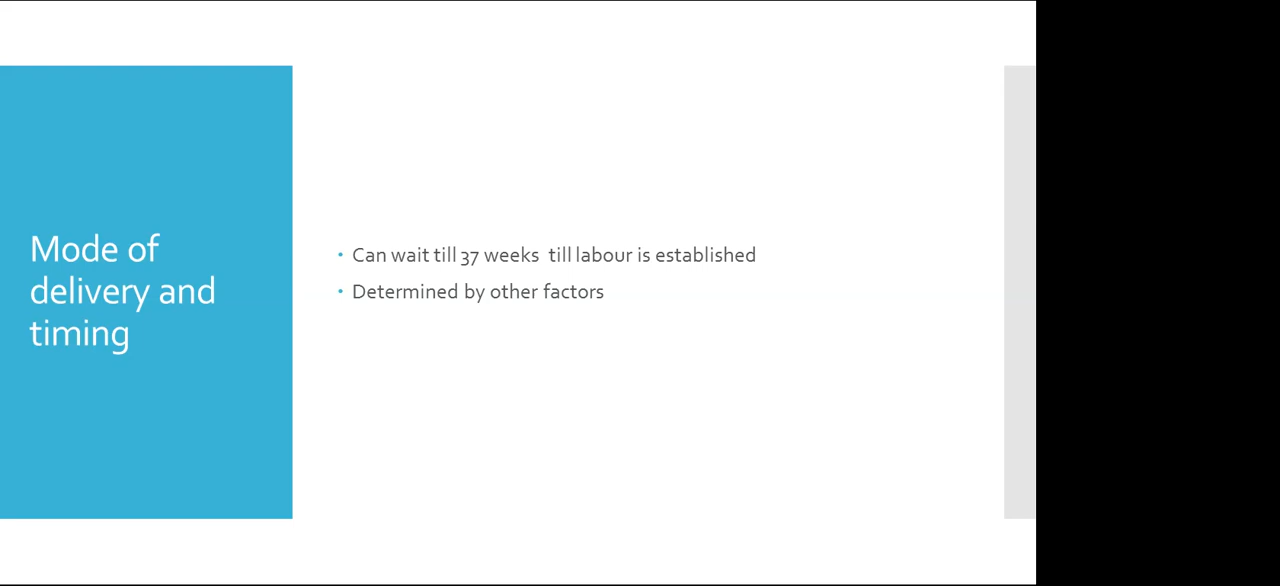 Mode of
delivery and
timing
• Can wait till 37 weeks  till labour is established
• Determined by other factors